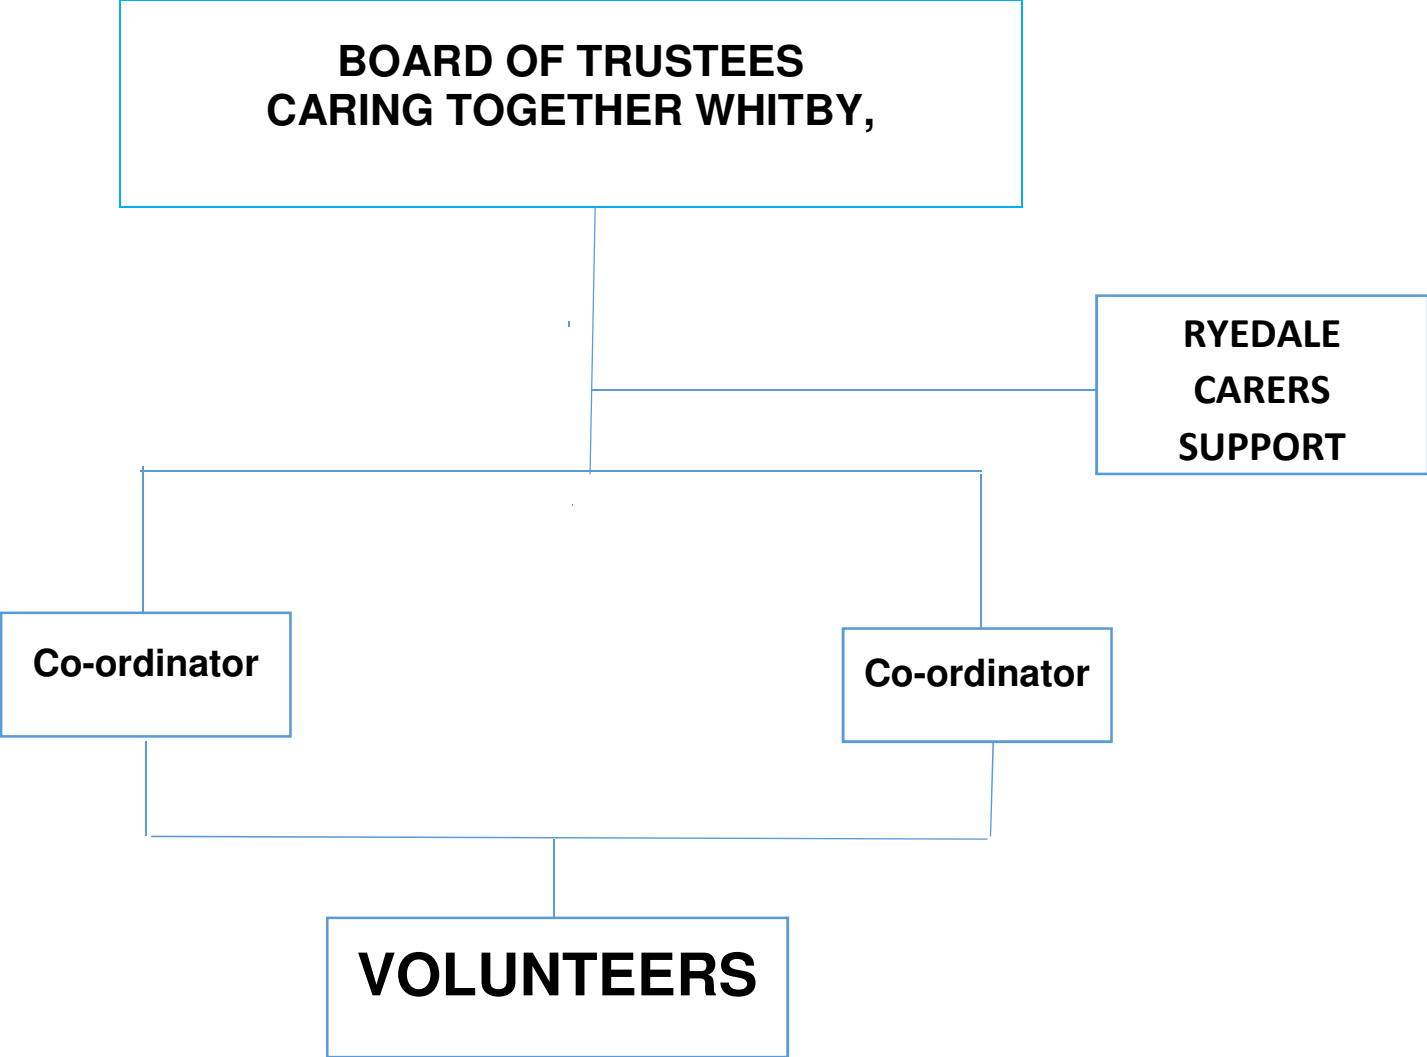 BOARD OF TRUSTEES
CARING TOGETHER WHITBY,
RYEDALE
CARERS
SUPPORT
Co-ordinator
Co-ordinator
VOLUNTEERS